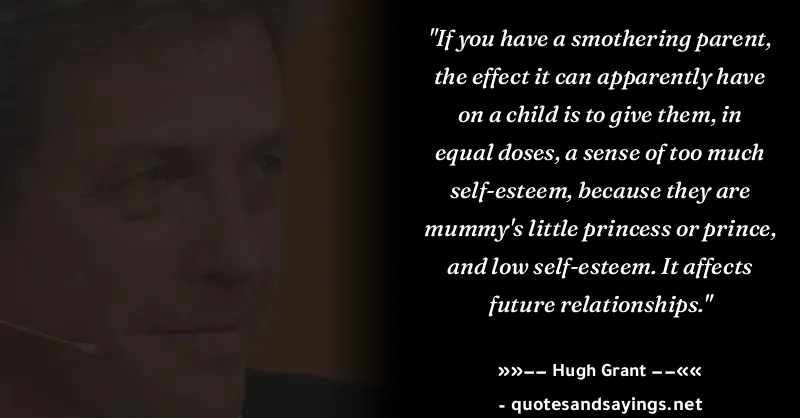 "If you have a smothering parent,
the effect it can apparently have
on a child is to give them, in
equal doses, a sense of too much
self-esteem, because they are
mummy's little princess or prince,
and low self-esteem. It affects
future relationships."
»»–– Hugh Grant ––««
- quotesandsayings.net